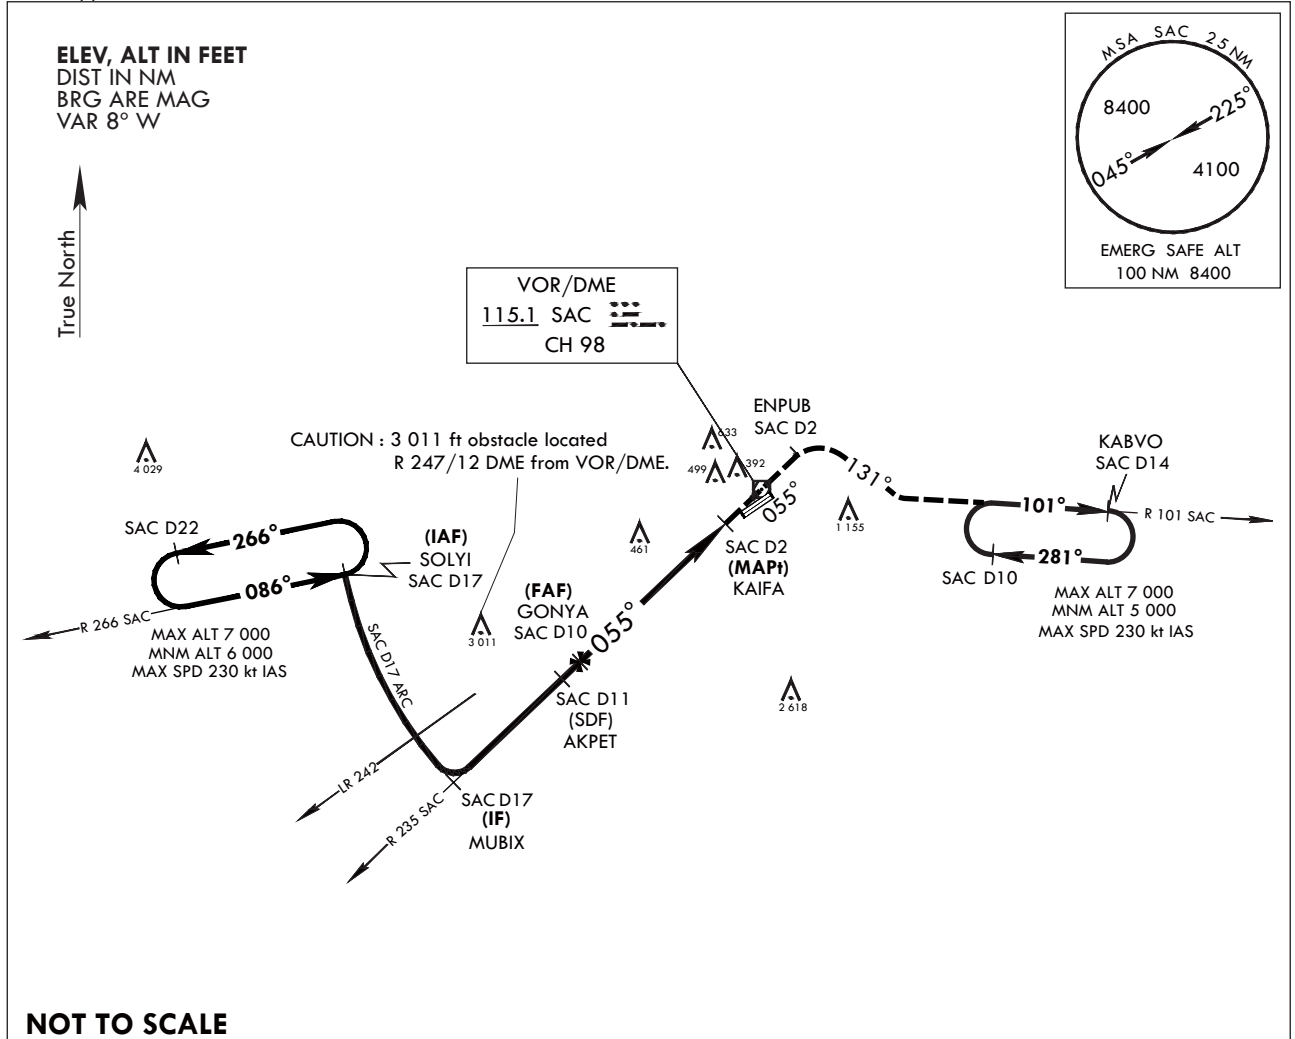 ELEV, ALT IN FEET
DIST IN NM
BRG ARE MAG
VAR 8° W
True North
MSA SAC 25 NM
8400
225°
045°
4100
EMERG SAFE ALT
100 NM 8400
VOR/DME
115.1 SAC
CH 98
ENPUB
SAC D2
CAUTION : 3 011 ft obstacle located
R 247/12 DME from VOR/DME.
4 029
633
499
392
131°
KABVO
SAC D14
101°
R 101 SAC
281°
SAC D10
MAX ALT 7 000
MNM ALT 5 000
MAX SPD 230 kt IAS
1 155
055°
SAC D2
(MAPt)
KAIFA
461
SAC D22
266°
086°
(IAF)
SOLYI
SAC D17
R 266 SAC
MAX ALT 7 000
MNM ALT 6 000
MAX SPD 230 kt IAS
SAC D17 ARC
3 011
(FAF)
GONYA
SAC D10
055°
SAC D11
(SDF)
AKPET
2 618
LR 242
R 235 SAC
SAC D17
(IF)
MUBIX
NOT TO SCALE